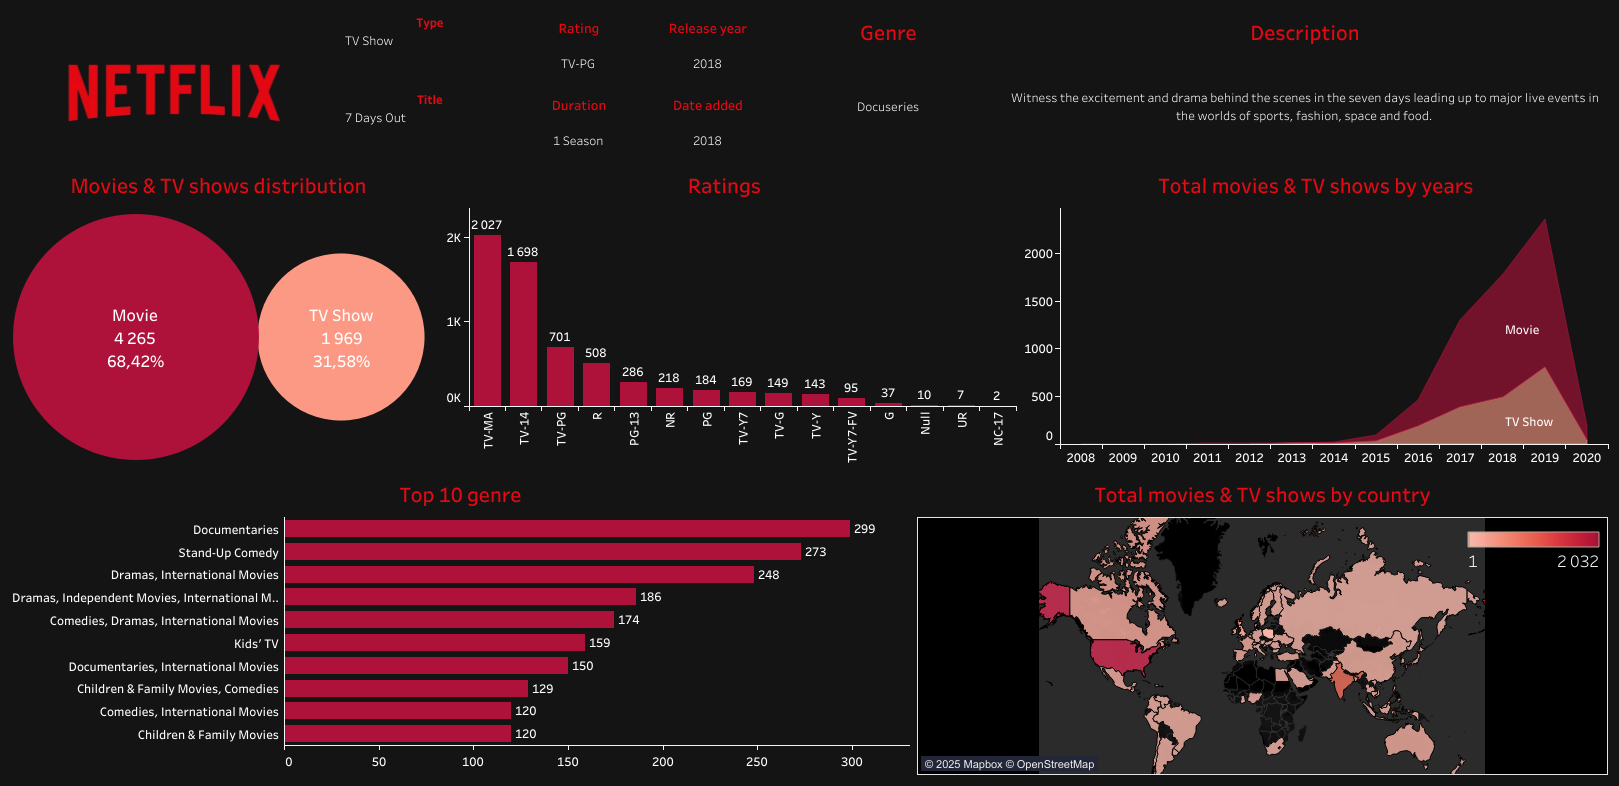 NETFLIX
Type
TV Show
Title
7 Days Out
Rating
TV-PG
Release year
2018
Duration
1 Season
Date added
2018
Genre
Docuseries
Description
Witness the excitement and drama behind the scenes in the seven days leading up to major live events in
the worlds of sports, fashion, space and food.
Movies & TV shows distribution
Movie
4 265
68,42%
TV Show
1 969
31,58%
Ratings
2K
1K
0K
2 027
1 698
701
508
286
218
184
169
149
143
95
37
10
7
2
TV-MA
TV-14
TV-PG
R
PG-13
NR
PG
TV-Y7
TV-G
TV-Y
TV-Y7-FV
G
Null
UR
NC-17
Total movies & TV shows by years
2000
1500
1000
500
0
Movie
TV Show
2008 2009 2010 2011 2012 2013 2014 2015 2016 2017 2018 2019 2020
Top 10 genre
Documentaries 299
Stand-Up Comedy 273
Dramas, International Movies 248
Dramas, Independent Movies, International M.. 186
Comedies, Dramas, International Movies 174
Kids' TV 159
Documentaries, International Movies 150
Children & Family Movies, Comedies 129
Comedies, International Movies 120
Children & Family Movies 120
0 50 100 150 200 250 300
Total movies & TV shows by country
1 2 032
© 2025 Mapbox © OpenStreetMap